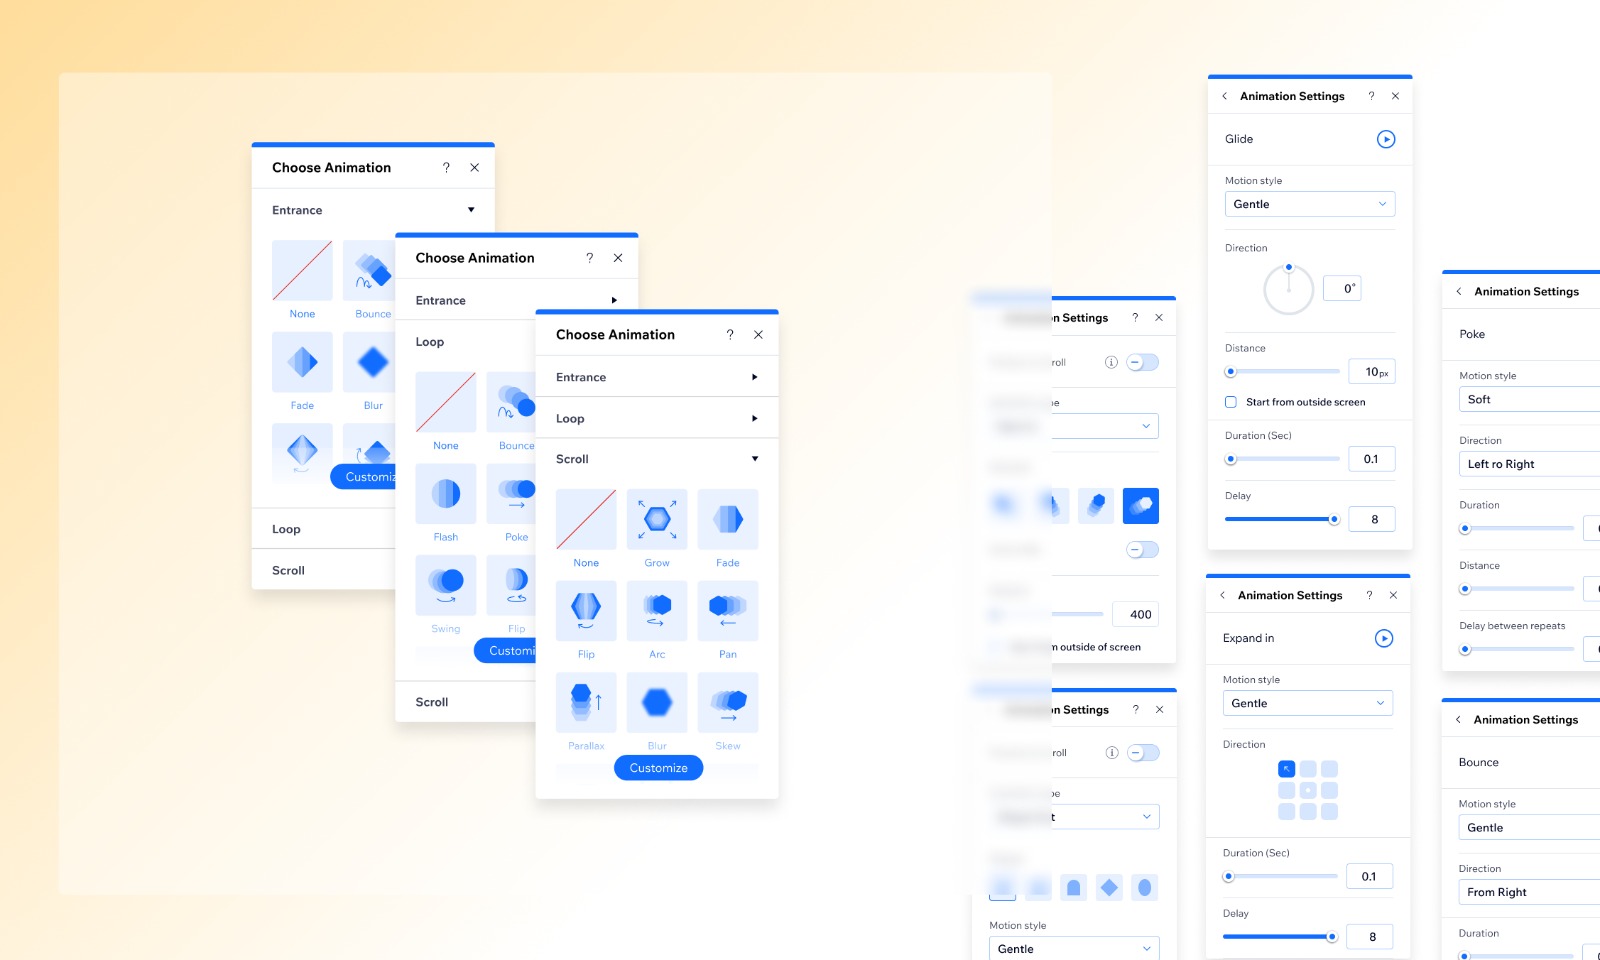 Choose Animation ?
Entrance
None Bounce
Fade Blur
Customiz
Loop
Scroll
Choose Animation ?
Entrance
Loop
None Bounce
Flash Poke
Swing Flip
Customi
Scroll
Choose Animation ?
Entrance
Loop
Scroll
None Grow Fade
Flip Arc Pan
Parallax Blur Skew
Customize
n Settings ?
roll
pe
400
m outside of screen
n Settings ?
roll
pe
t
Motion style
Gentle
Animation Settings ?
Glide
Motion style
Gentle
Direction
0°
Distance
10px
Start from outside screen
Duration (Sec)
0.1
Delay
8
Animation Settings ?
Expand in
Motion style
Gentle
Direction
Duration (Sec)
0.1
Delay
8
Animation Settings
Poke
Motion style
Soft
Direction
Left ro Right
Duration
Distance
Delay between repeats
Animation Settings
Bounce
Motion style
Gentle
Direction
From Right
Duration